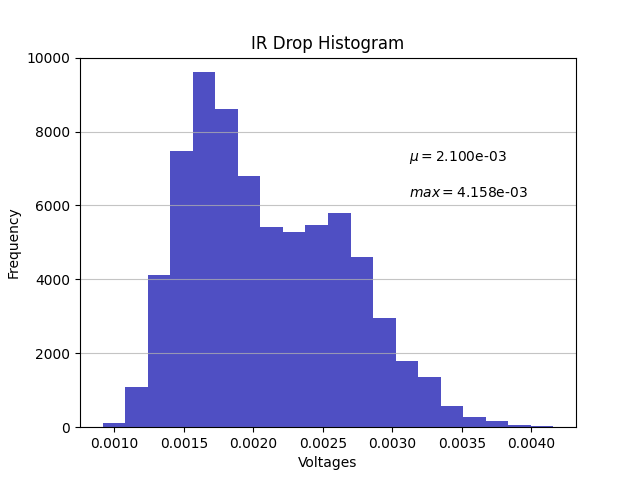 IR Drop Histogram
10000
8000
6000
4000
2000
0
Frequency
μ = 2.100e-03
max = 4.158e-03
0.0010 0.0015 0.0020 0.0025 0.0030 0.0035 0.0040
Voltages